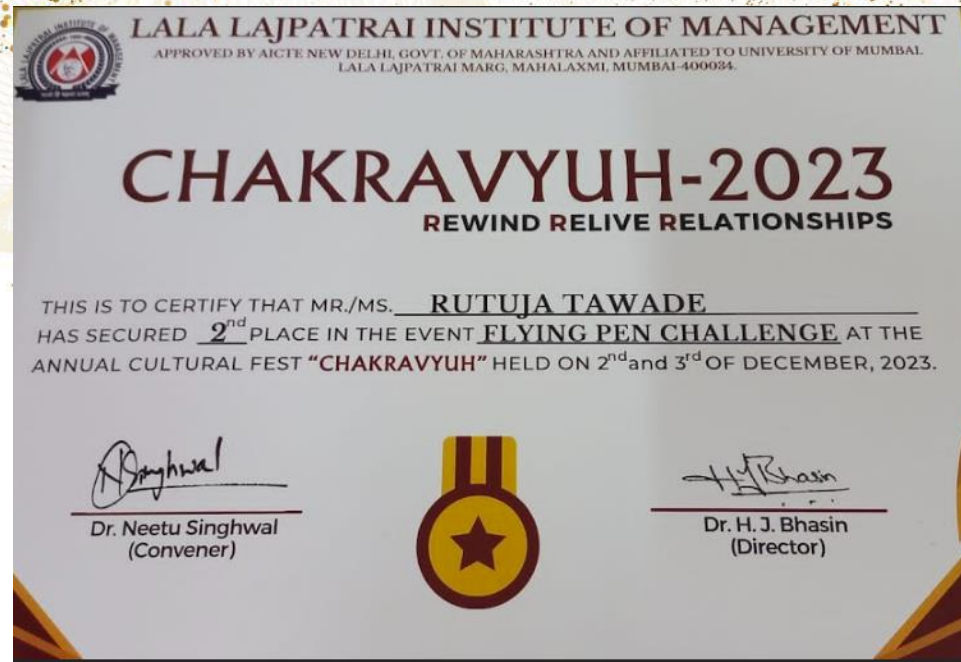 LALA LAJPATRAI INSTITUTE OF MANAGEMENT
APPROVED BY AICTE NEW DELHI, GOVT. OF MAHARASHTRA AND AFFILIATED TO UNIVERSITY OF MUMBAI.
LALA LAJPATRAI MARG, MAHALAXMI, MUMBAI-400034.
CHAKRAVYUH-2023
REWIND RELIVE RELATIONSHIPS
THIS IS TO CERTIFY THAT MR./MS. RUTUJA TAWADE
HAS SECURED 2nd PLACE IN THE EVENT FLYING PEN CHALLENGE AT THE
ANNUAL CULTURAL FEST "CHAKRAVYUH" HELD ON 2nd and 3rd OF DECEMBER, 2023.
NSinghwal
HJBhasin
Dr. Neetu Singhwal
(Convener)
Dr. H. J. Bhasin
(Director)